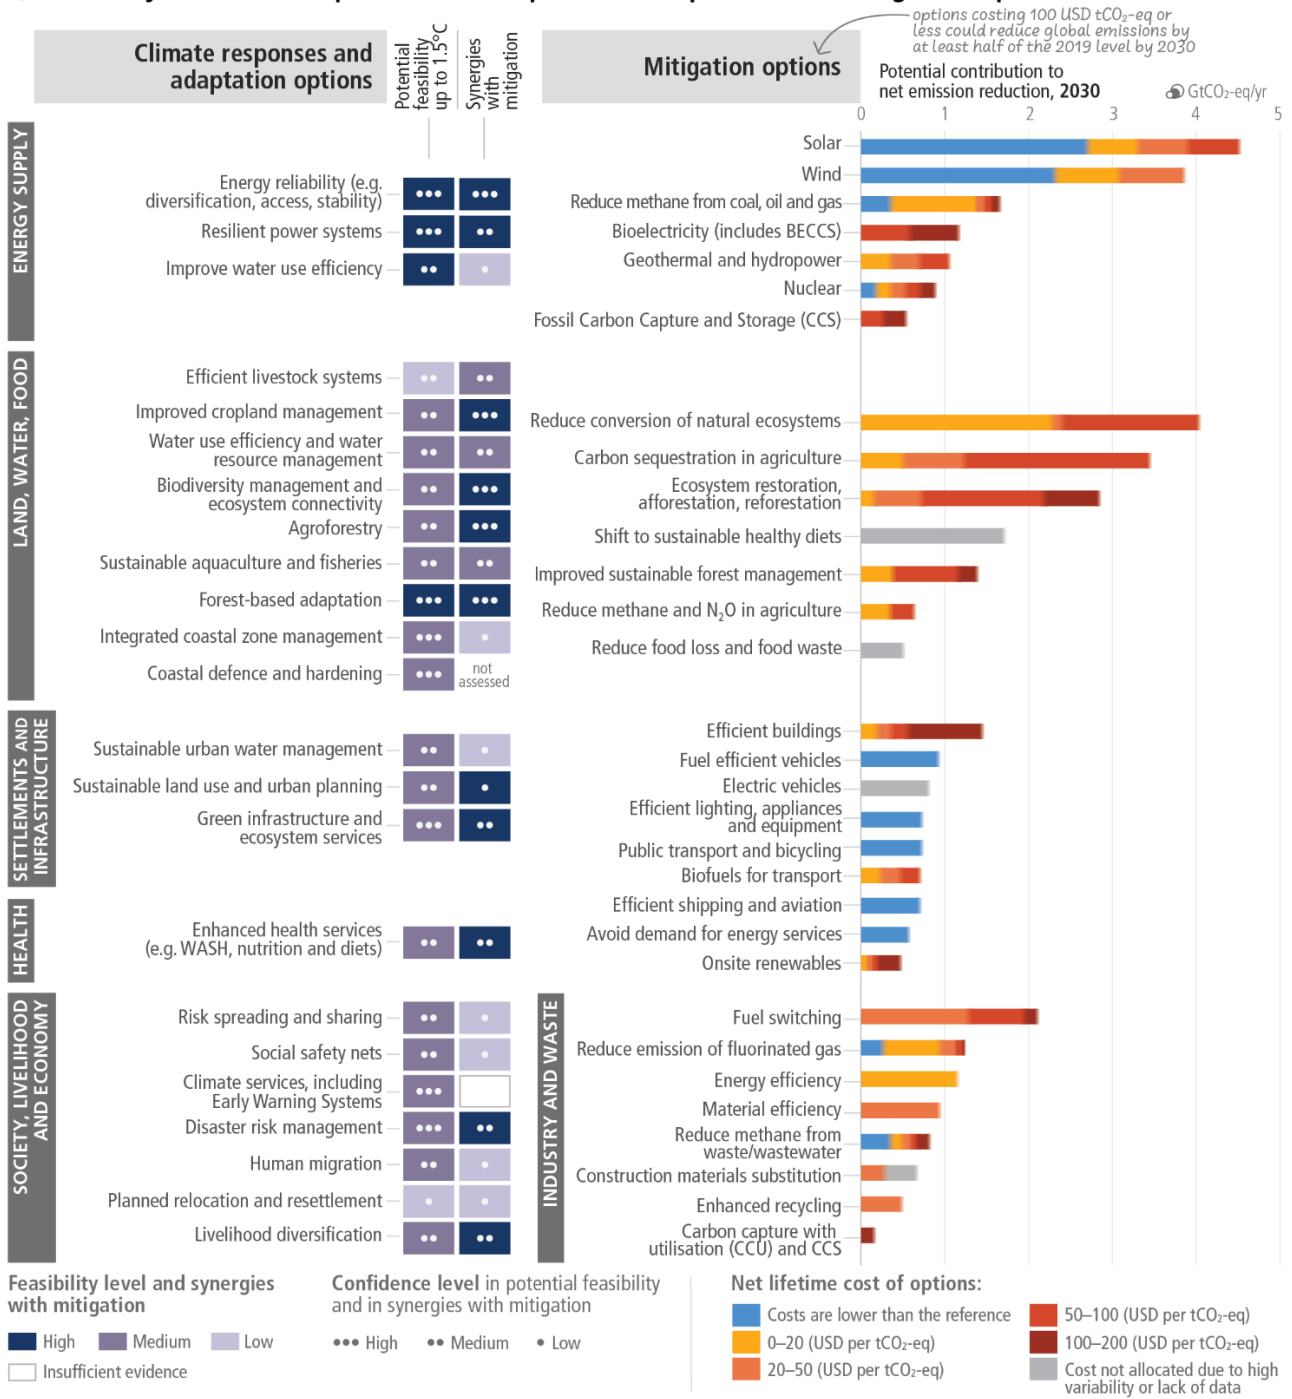 options costing 100 USD tCO₂-eq or
less could reduce global emissions by
at least half of the 2019 level by 2030
Climate responses and
adaptation options
Potential
feasibility
up to 1.5°C
Synergies
with
mitigation
Mitigation options
Potential contribution to
net emission reduction, 2030
GtCO₂-eq/yr
0 1 2 3 4 5
ENERGY SUPPLY
Energy reliability (e.g.
diversification, access, stability)
Resilient power systems
Improve water use efficiency
Solar
Wind
Reduce methane from coal, oil and gas
Bioelectricity (includes BECCS)
Geothermal and hydropower
Nuclear
Fossil Carbon Capture and Storage (CCS)
LAND, WATER, FOOD
Efficient livestock systems
Improved cropland management
Water use efficiency and water
resource management
Biodiversity management and
ecosystem connectivity
Agroforestry
Sustainable aquaculture and fisheries
Forest-based adaptation
Integrated coastal zone management
Coastal defence and hardening
not
assessed
Reduce conversion of natural ecosystems
Carbon sequestration in agriculture
Ecosystem restoration,
afforestation, reforestation
Shift to sustainable healthy diets
Improved sustainable forest management
Reduce methane and N₂O in agriculture
Reduce food loss and food waste
SETTLEMENTS AND
INFRASTRUCTURE
Sustainable urban water management
Sustainable land use and urban planning
Green infrastructure and
ecosystem services
Efficient buildings
Fuel efficient vehicles
Electric vehicles
Efficient lighting, appliances
and equipment
Public transport and bicycling
Biofuels for transport
Efficient shipping and aviation
Avoid demand for energy services
Onsite renewables
HEALTH
Enhanced health services
(e.g. WASH, nutrition and diets)
SOCIETY, LIVELIHOOD
AND ECONOMY
Risk spreading and sharing
Social safety nets
Climate services, including
Early Warning Systems
Disaster risk management
Human migration
Planned relocation and resettlement
Livelihood diversification
INDUSTRY AND WASTE
Fuel switching
Reduce emission of fluorinated gas
Energy efficiency
Material efficiency
Reduce methane from
waste/wastewater
Construction materials substitution
Enhanced recycling
Carbon capture with
utilisation (CCU) and CCS
Feasibility level and synergies
with mitigation
High Medium Low
Insufficient evidence
Confidence level in potential feasibility
and in synergies with mitigation
••• High •• Medium • Low
Net lifetime cost of options:
Costs are lower than the reference
0–20 (USD per tCO₂-eq)
20–50 (USD per tCO₂-eq)
50–100 (USD per tCO₂-eq)
100–200 (USD per tCO₂-eq)
Cost not allocated due to high
variability or lack of data